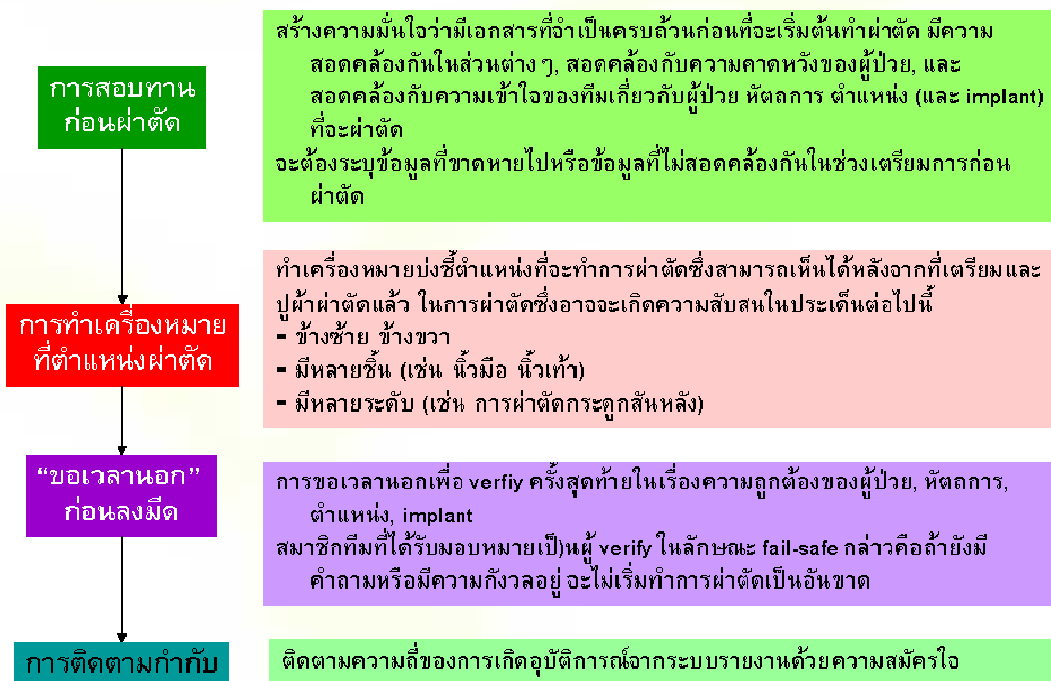 การสอบทาน
ก่อนผ่าตัด
สร้างความมั่นใจว่ามีเอกสารที่จำเป็นครบถ้วนก่อนที่จะเริ่มต้นทำผ่าตัด มีความ
สอดคล้องกันในส่วนต่างๆ, สอดคล้องกับความคาดหวังของผู้ป่วย, และ
สอดคล้องกับความเข้าใจของทีมเกี่ยวกับผู้ป่วย หัตถการ ตำแหน่ง (และ implant)
ที่จะผ่าตัด
จะต้องระบุข้อมูลที่ขาดหายไปหรือข้อมูลที่ไม่สอดคล้องกันในช่วงเตรียมการก่อน
ผ่าตัด
การทำเครื่องหมาย
ที่ตำแหน่งผ่าตัด
ทำเครื่องหมายบ่งชี้ตำแหน่งที่จะทำการผ่าตัดซึ่งสามารถเห็นได้หลังจากที่เตรียมและ
ปูผ้าผ่าตัดแล้ว ในการผ่าตัดซึ่งอาจจะเกิดความสับสนในประเด็นต่อไปนี้
- ข้างซ้าย ข้างขวา
- มีหลายชิ้น (เช่น นิ้วมือ นิ้วเท้า)
- มีหลายระดับ (เช่น การผ่าตัดกระดูกสันหลัง)
“ขอเวลานอก”
ก่อนลงมีด
การขอเวลานอกเพื่อ verfiy ครั้งสุดท้ายในเรื่องความถูกต้องของผู้ป่วย, หัตถการ,
ตำแหน่ง, implant
สมาชิกทีมที่ได้รับมอบหมายเป็)นผู้ verify ในลักษณะ fail-safe กล่าวคือถ้ายังมี
คำถามหรือมีความกังวลอยู่ จะไม่เริ่มทำการผ่าตัดเป็นอันขาด
การติดตามกำกับ
ติดตามความถี่ของการเกิดอุบัติการณ์จากระบบรายงานด้วยความสมัครใจ